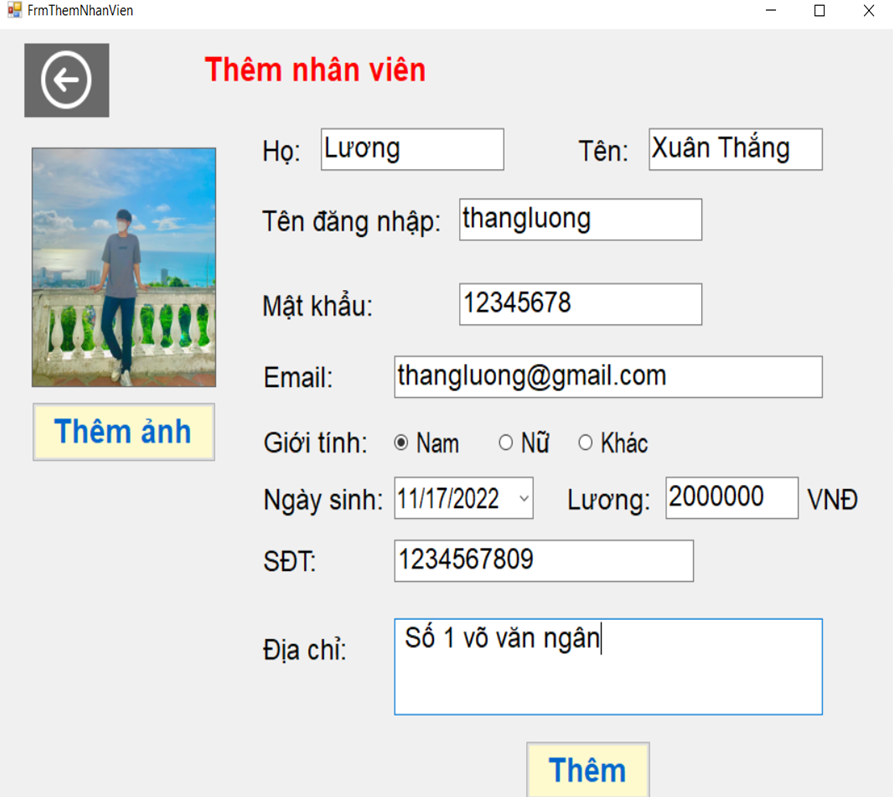 FrmThemNhanVien
Thêm nhân viên
Họ: Lương Tên: Xuân Thắng
Tên đăng nhập: thangluong
Mật khẩu: 12345678
Email: thangluong@gmail.com
Thêm ảnh
Giới tính: Nam Nữ Khác
Ngày sinh: 11/17/2022 Lương: 2000000 VNĐ
SĐT: 1234567809
Địa chỉ: Số 1 võ văn ngân
Thêm